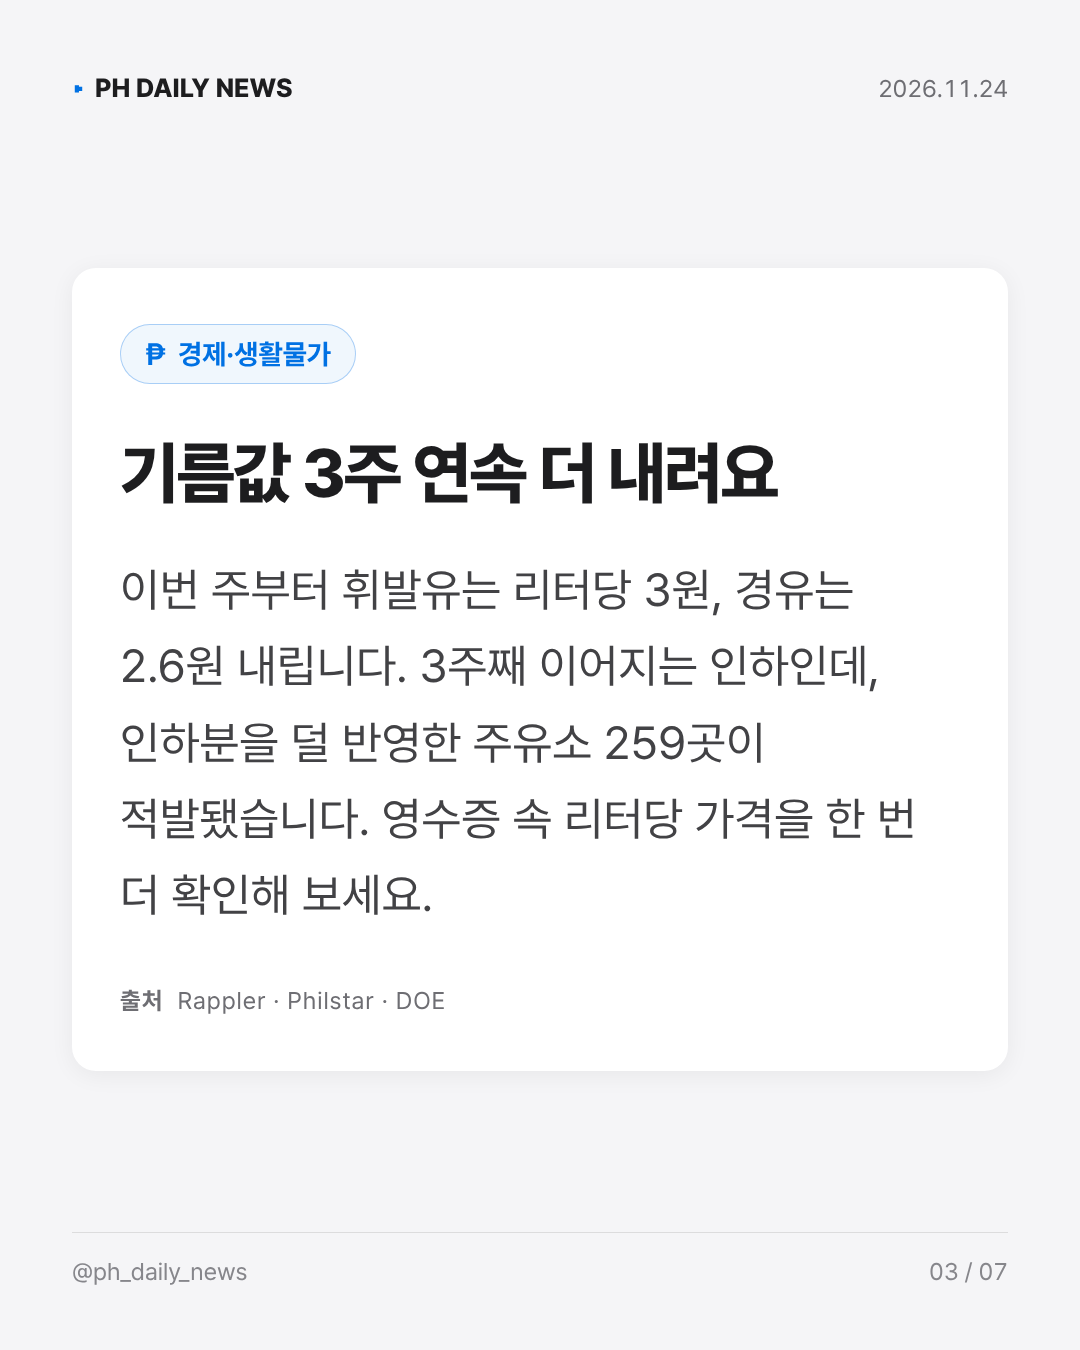 PH DAILY NEWS
2026.11.24
₱ 경제·생활물가
기름값 3주 연속 더 내려요
이번 주부터 휘발유는 리터당 3원, 경유는
2.6원 내립니다. 3주째 이어지는 인하인데,
인하분을 덜 반영한 주유소 259곳이
적발됐습니다. 영수증 속 리터당 가격을 한 번
더 확인해 보세요.
출처 Rappler · Philstar · DOE
@ph_daily_news
03 / 07